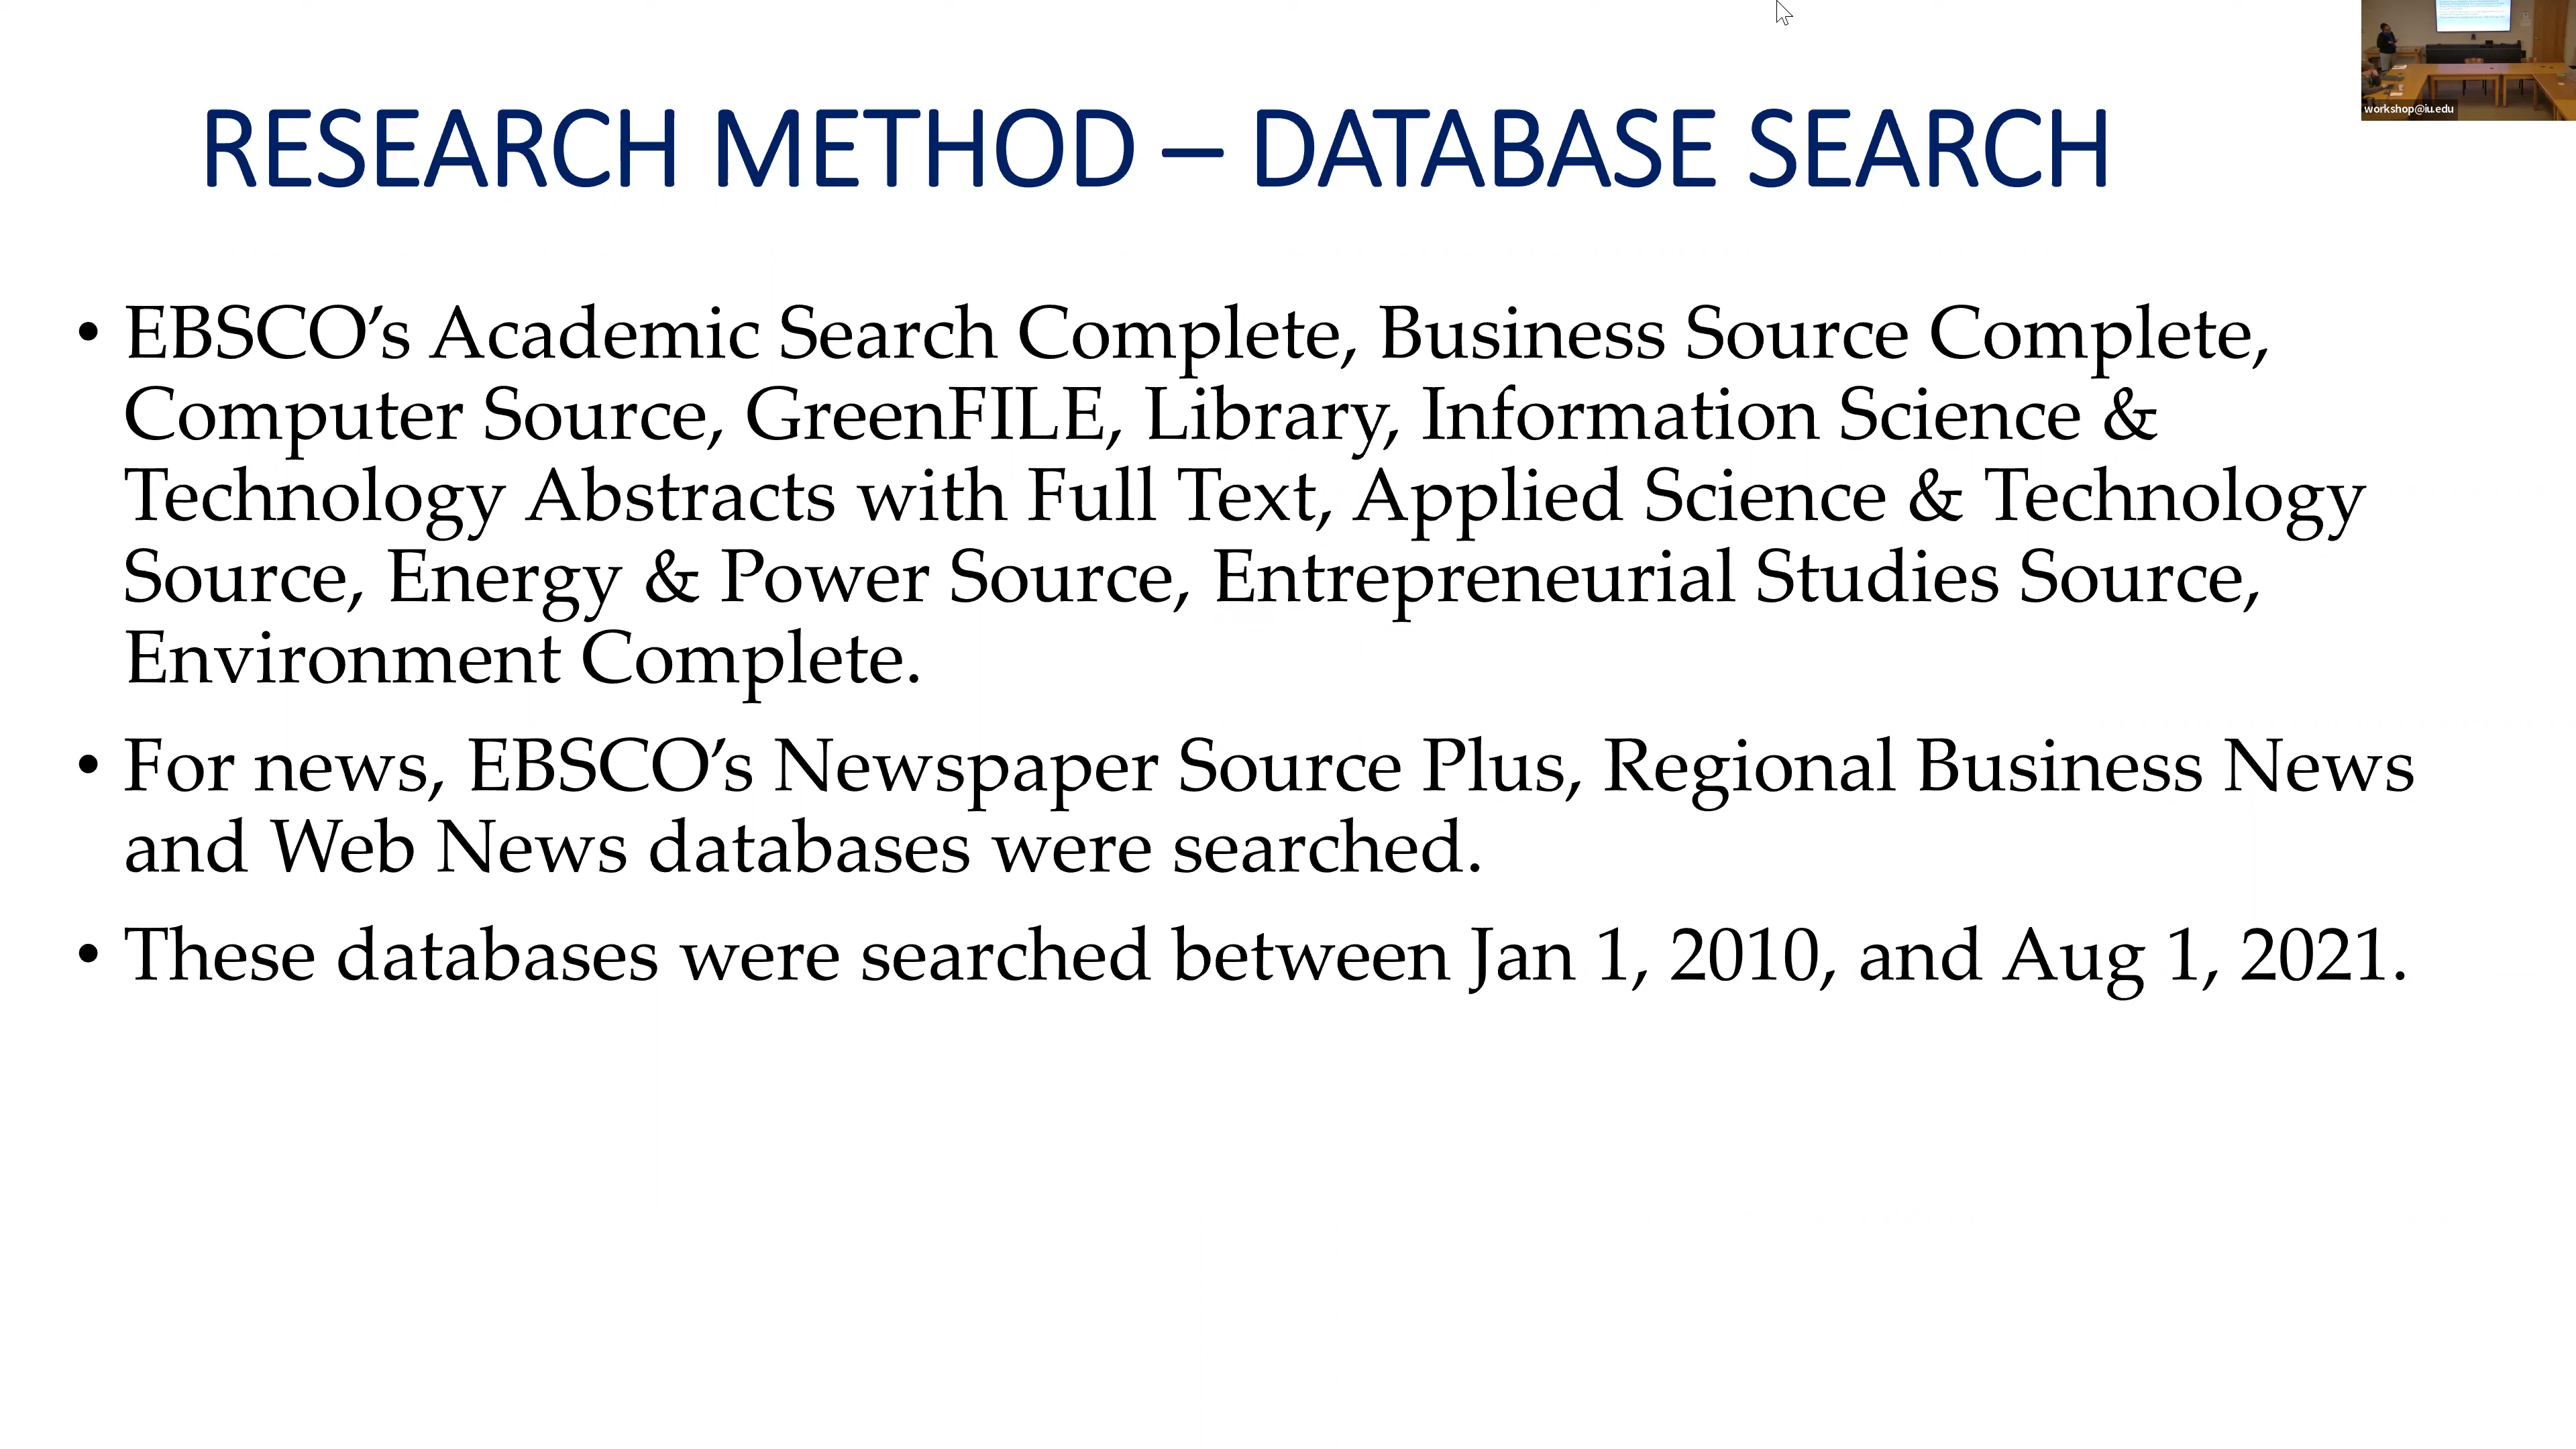 workshop@iu.edu
RESEARCH METHOD – DATABASE SEARCH
• EBSCO’s Academic Search Complete, Business Source Complete,
Computer Source, GreenFILE, Library, Information Science &
Technology Abstracts with Full Text, Applied Science & Technology
Source, Energy & Power Source, Entrepreneurial Studies Source,
Environment Complete.
• For news, EBSCO’s Newspaper Source Plus, Regional Business News
and Web News databases were searched.
• These databases were searched between Jan 1, 2010, and Aug 1, 2021.